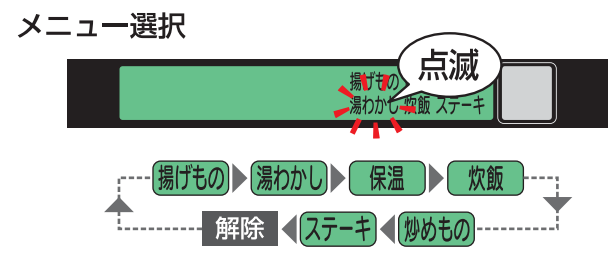 メニュー選択
点滅
揚げもの
湯わかし 炊飯 ステーキ
揚げもの 湯わかし 保温 炊飯
解除 ステーキ 炒めもの